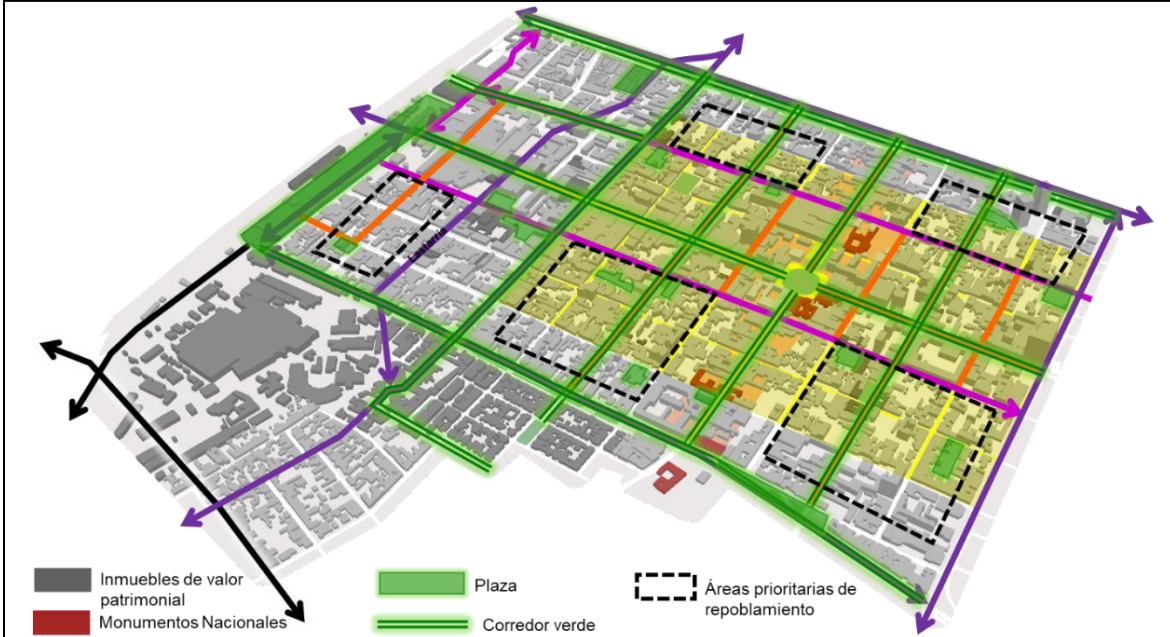 Inmuebles de valor
patrimonial
Monumentos Nacionales
Plaza
Corredor verde
Áreas prioritarias de
repoblamiento